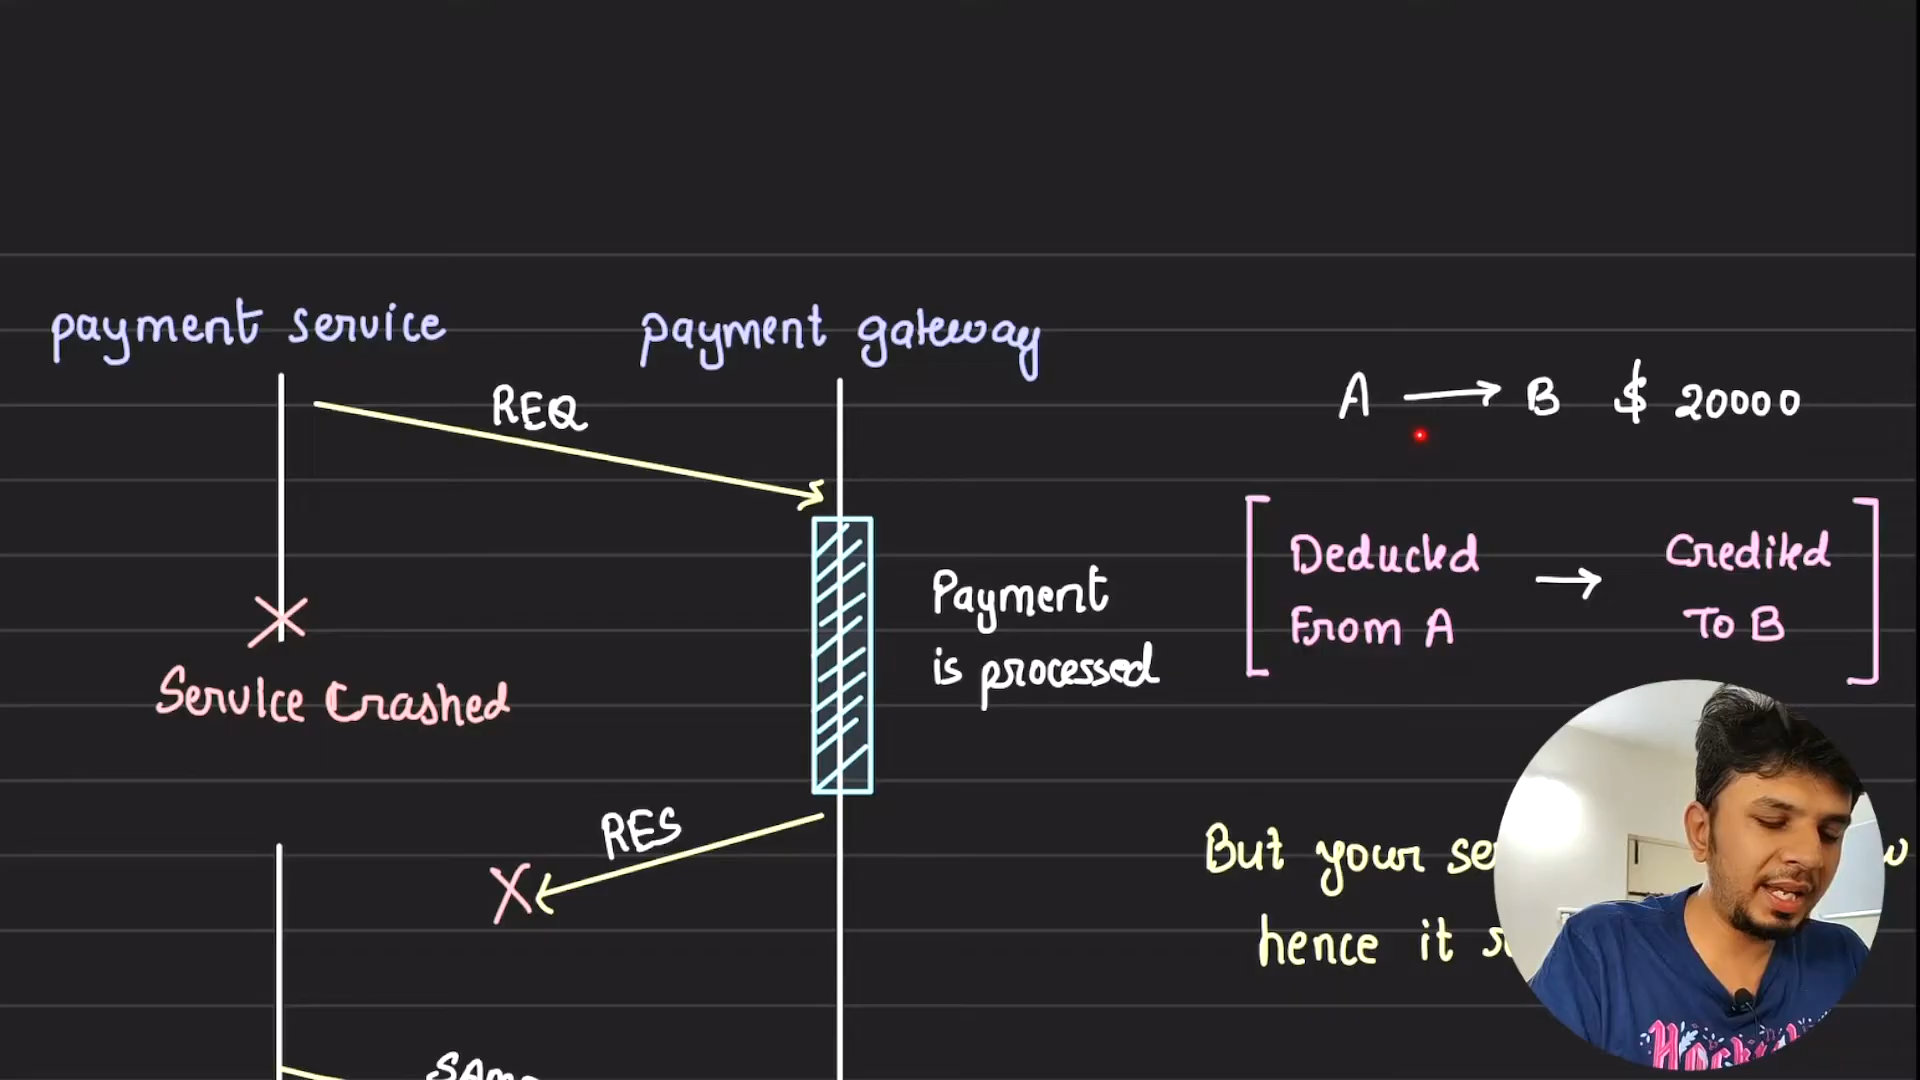 payment service
payment gateway
REQ
A → B $ 20000
Deducted → Credited
From A To B
Payment
is processed
Service Crashed
RES
X
But your
hence it